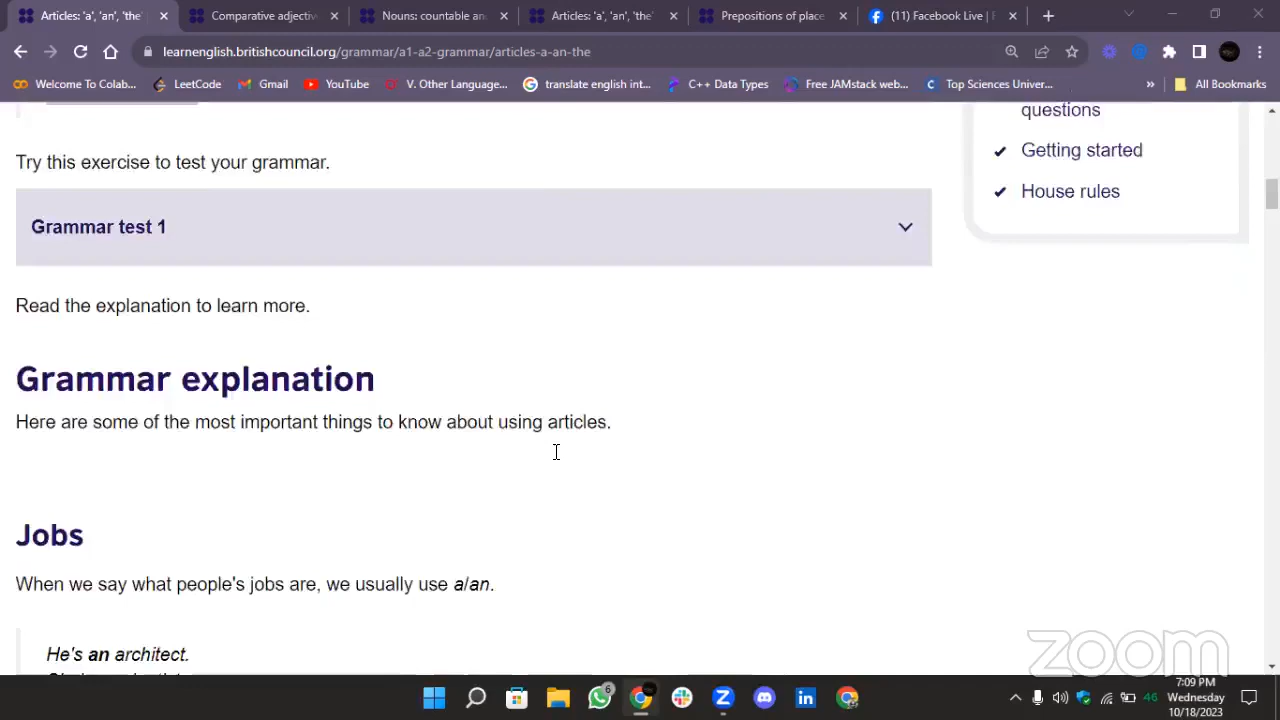 Articles: 'a', 'an', 'the'
Comparative adjectiv
Nouns: countable an
Articles: 'a', 'an', 'the'
Prepositions of place
(11) Facebook Live | F
learnenglish.britishcouncil.org/grammar/a1-a2-grammar/articles-a-an-the
Welcome To Colab...
LeetCode
Gmail
YouTube
V. Other Language...
translate english int...
C++ Data Types
Free JAMstack web...
Top Sciences Univer...
»
All Bookmarks
questions
Getting started
House rules
Try this exercise to test your grammar.
Grammar test 1
Read the explanation to learn more.
Grammar explanation
Here are some of the most important things to know about using articles.
Jobs
When we say what people's jobs are, we usually use a/an.
He's an architect.
zoom
6
46
7:09 PM
Wednesday
10/18/2023